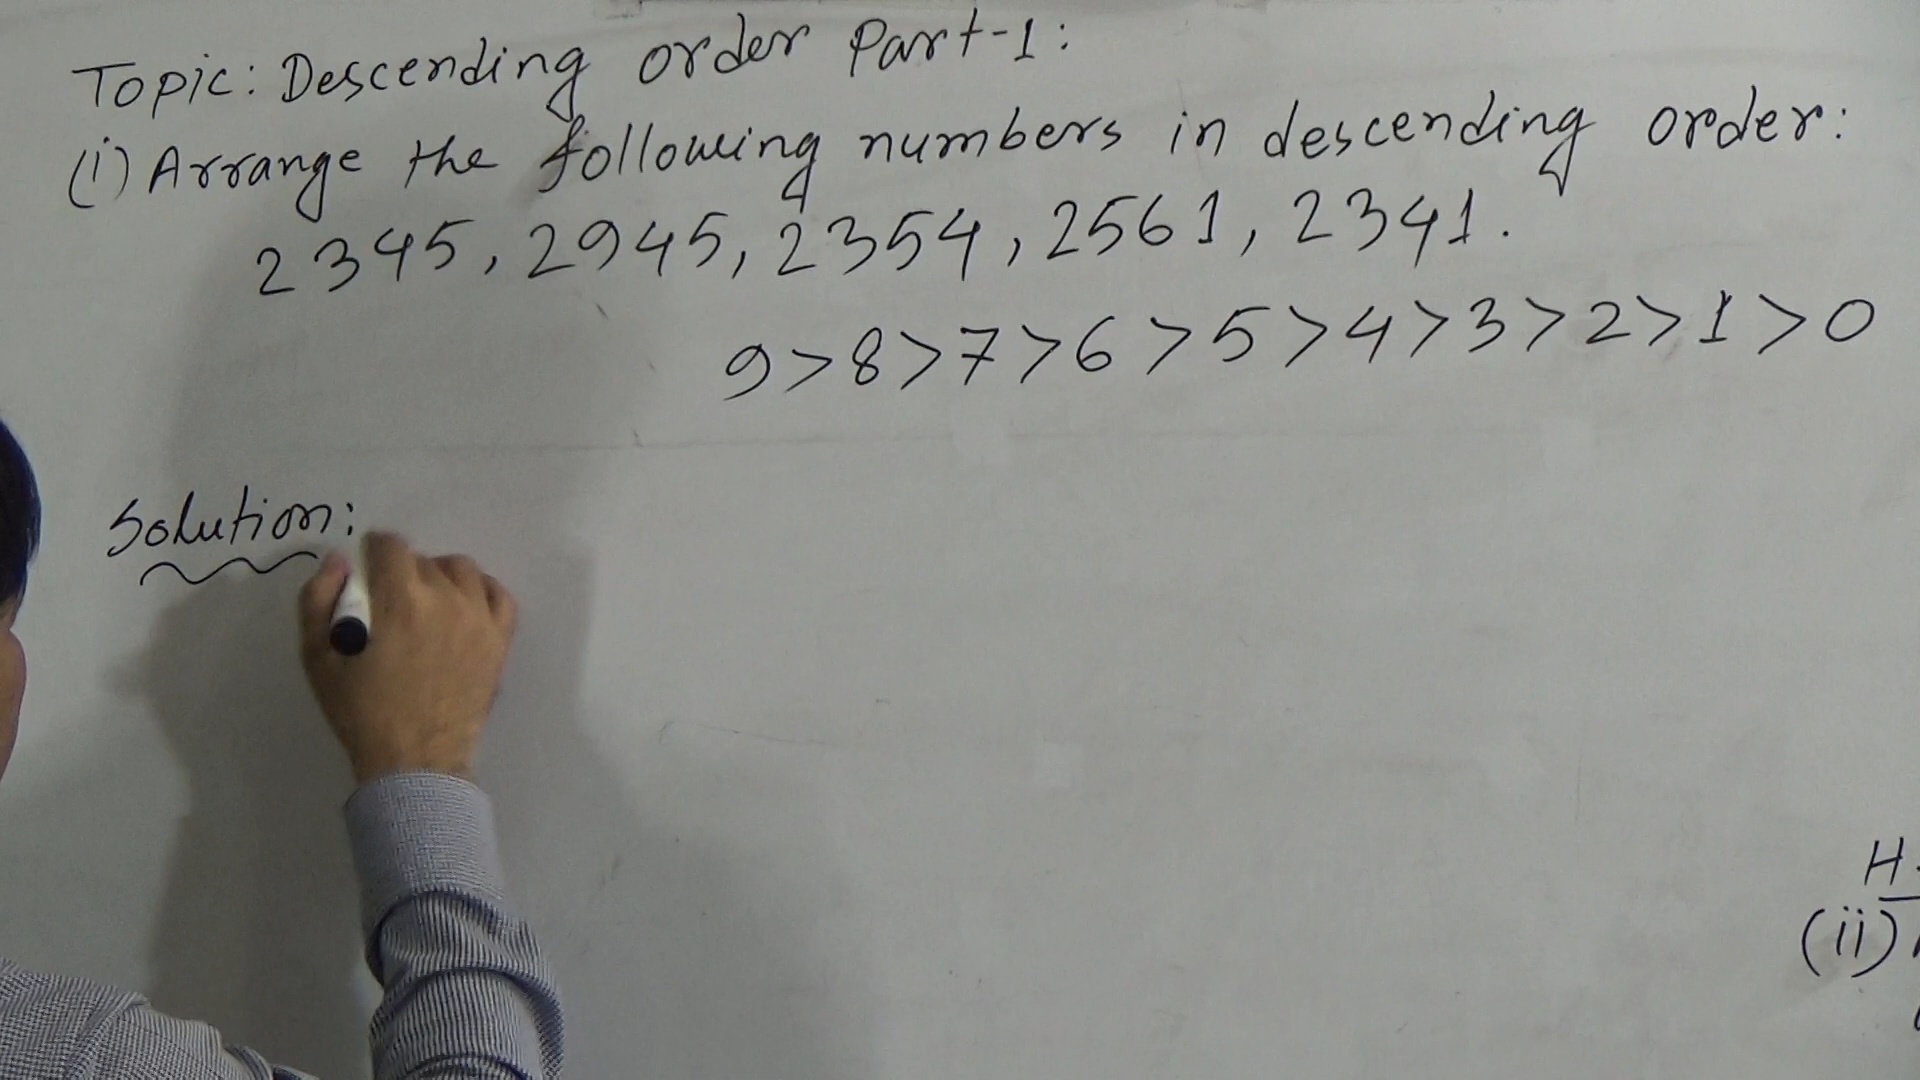 Topic: Descending order Part-1:
(i) Arrange the following numbers in descending order:
2345, 2945, 2354, 2561, 2341.
9>8>7>6>5>4>3>2>1>0
Solution:
H
(ii)